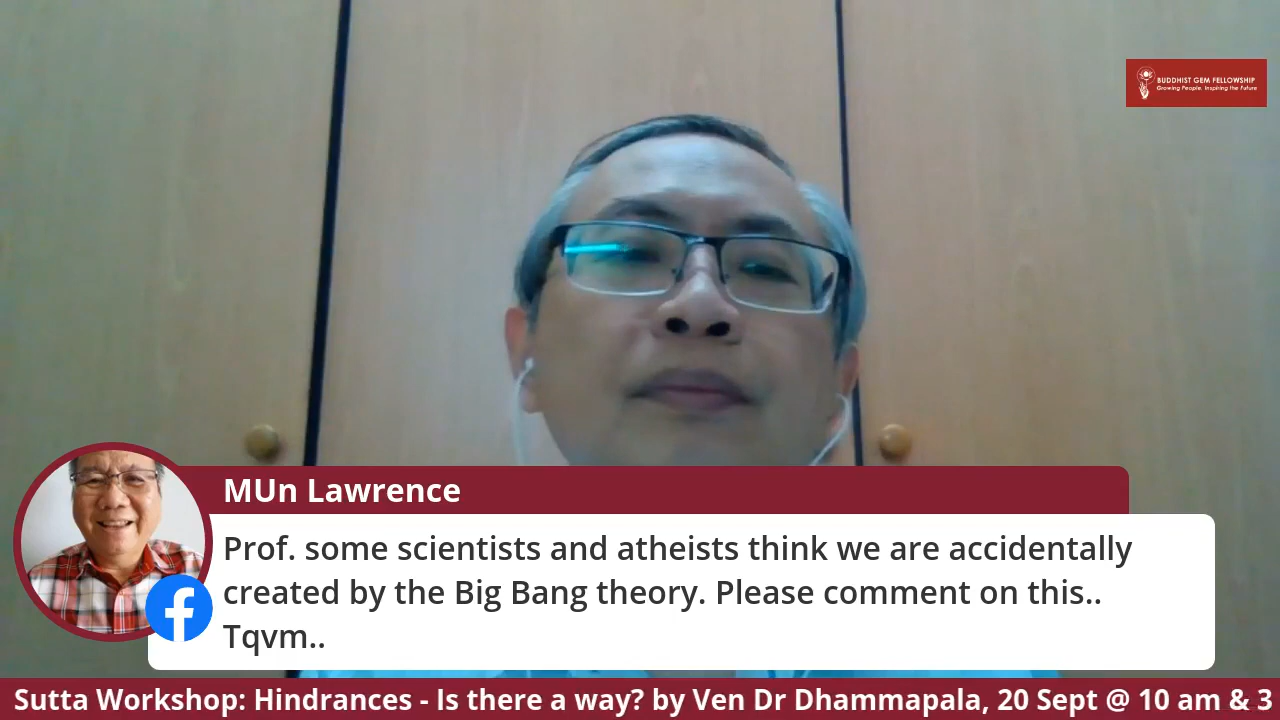 BUDDHIST GEM FELLOWSHIP
Growing People. Inspiring the Future
MUn Lawrence
Prof. some scientists and atheists think we are accidentally
created by the Big Bang theory. Please comment on this..
Tqvm..
Sutta Workshop: Hindrances - Is there a way? by Ven Dr Dhammapala, 20 Sept @ 10 am & 3